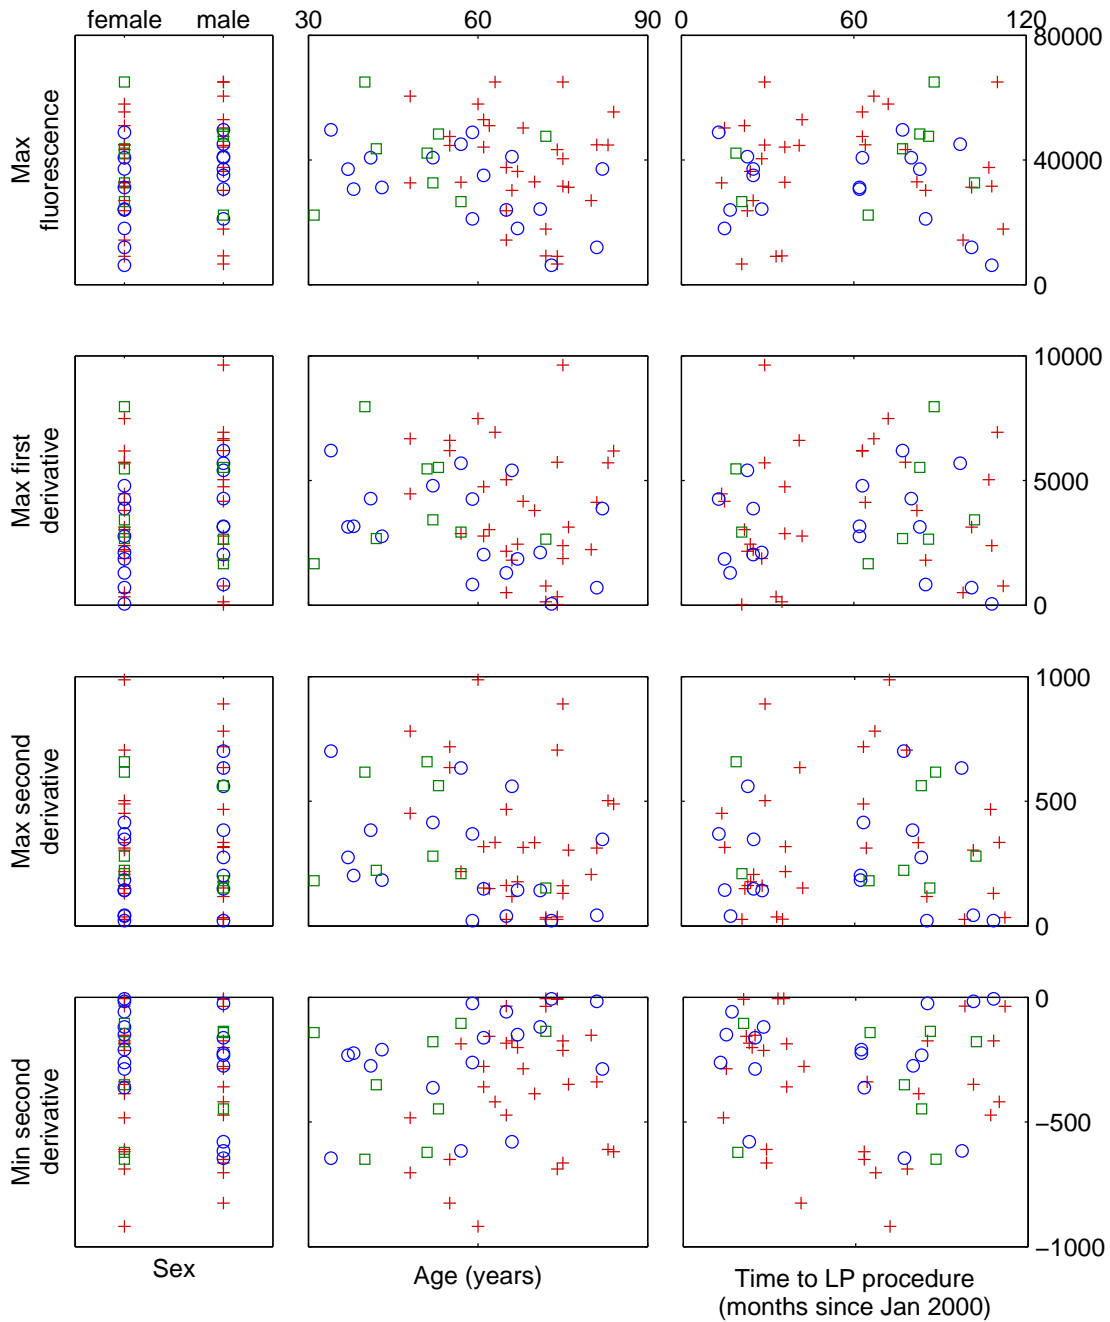 female male 30 60 90 0 60 120
80000
Max
fluorescence
40000
0
10000
Max first
derivative
5000
0
1000
Max second
derivative
500
0
0
Min second
derivative
−500
−1000
Sex
Age (years)
Time to LP procedure
(months since Jan 2000)